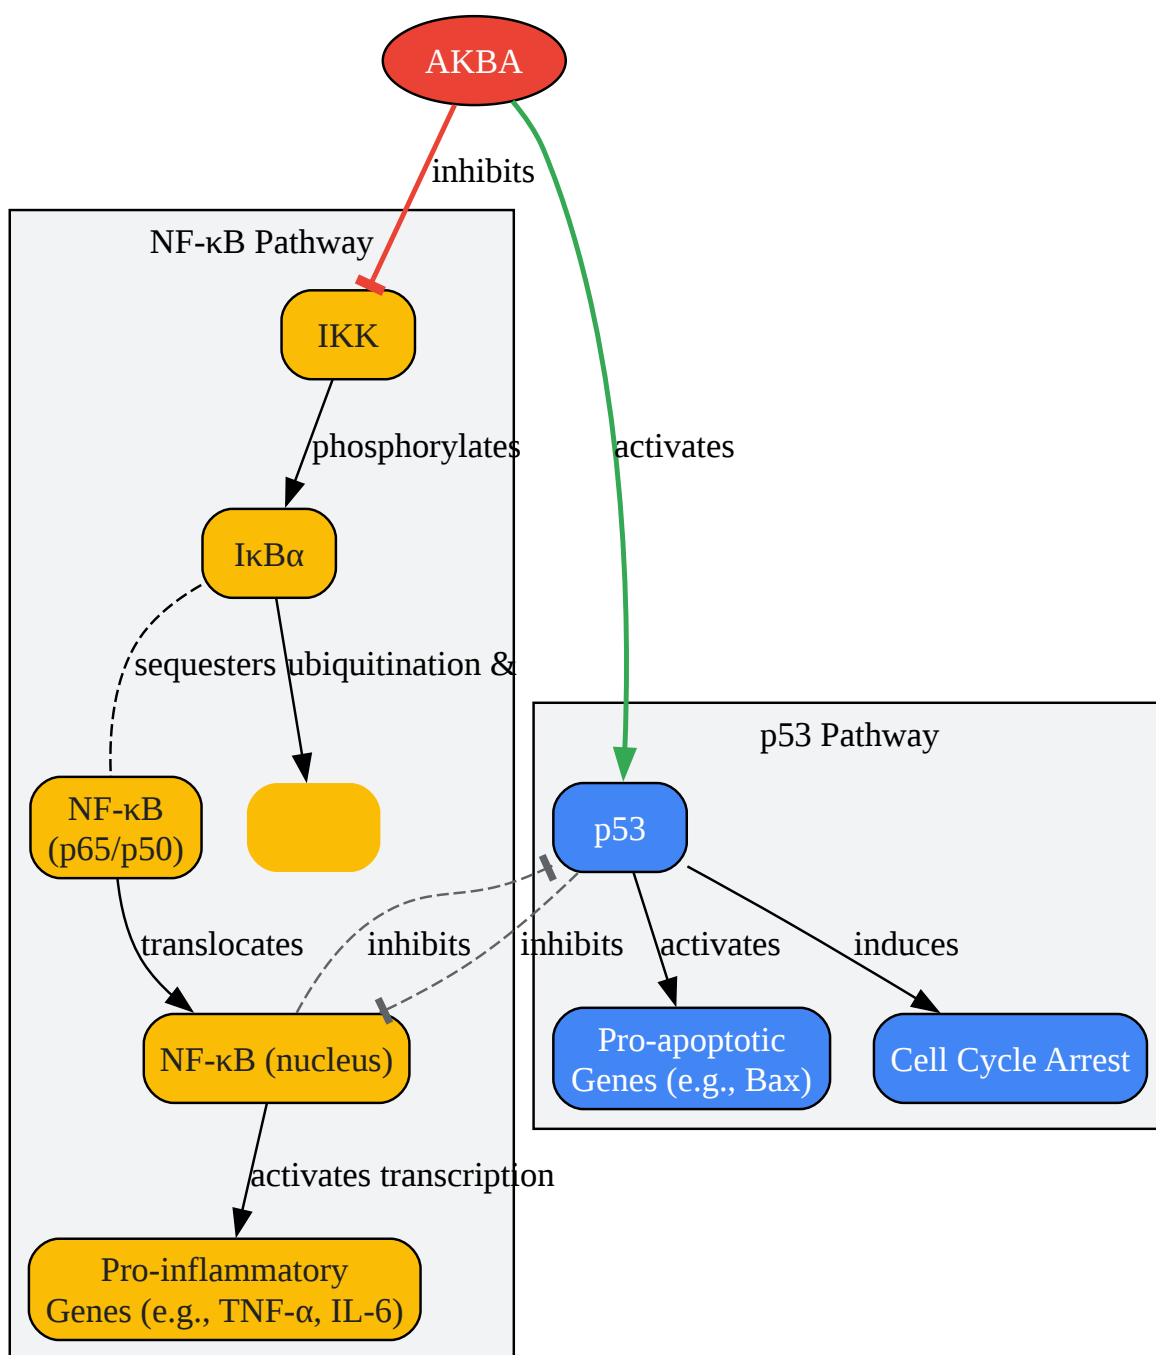 AKBA
inhibits
NF-κB Pathway
IKK
phosphorylates
activates
IκBα
sequesters
ubiquitination &
p53 Pathway
NF-κB
(p65/p50)
p53
translocates
inhibits
inhibits
activates
induces
NF-κB (nucleus)
Pro-apoptotic
Genes (e.g., Bax)
Cell Cycle Arrest
activates transcription
Pro-inflammatory
Genes (e.g., TNF-α, IL-6)